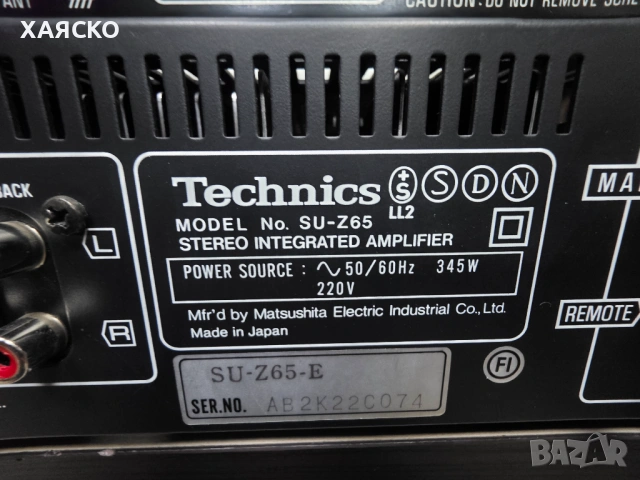 ANT
CAUTION: DO NOT REMOVE
ХАЯСКО
BACK
L
R
Technics S S D N
LL2
MODEL No. SU-Z65
STEREO INTEGRATED AMPLIFIER
POWER SOURCE : ∿ 50/60Hz 345W
220V
Mfr'd by Matsushita Electric Industrial Co., Ltd.
Made in Japan
SU-Z65-E
SER.NO. AB2K22C074
FI
MA
REMOTE
BAZAR